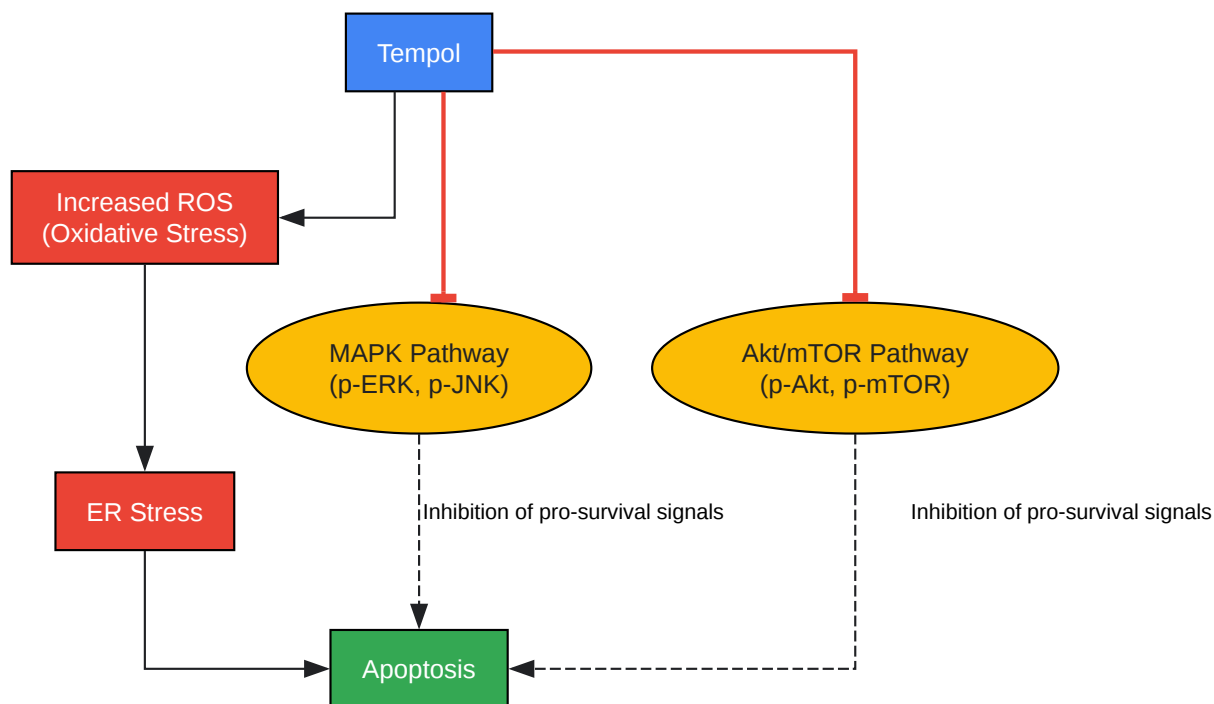 Tempol
Increased ROS
(Oxidative Stress)
MAPK Pathway
(p-ERK, p-JNK)
Akt/mTOR Pathway
(p-Akt, p-mTOR)
ER Stress
Inhibition of pro-survival signals
Inhibition of pro-survival signals
Apoptosis